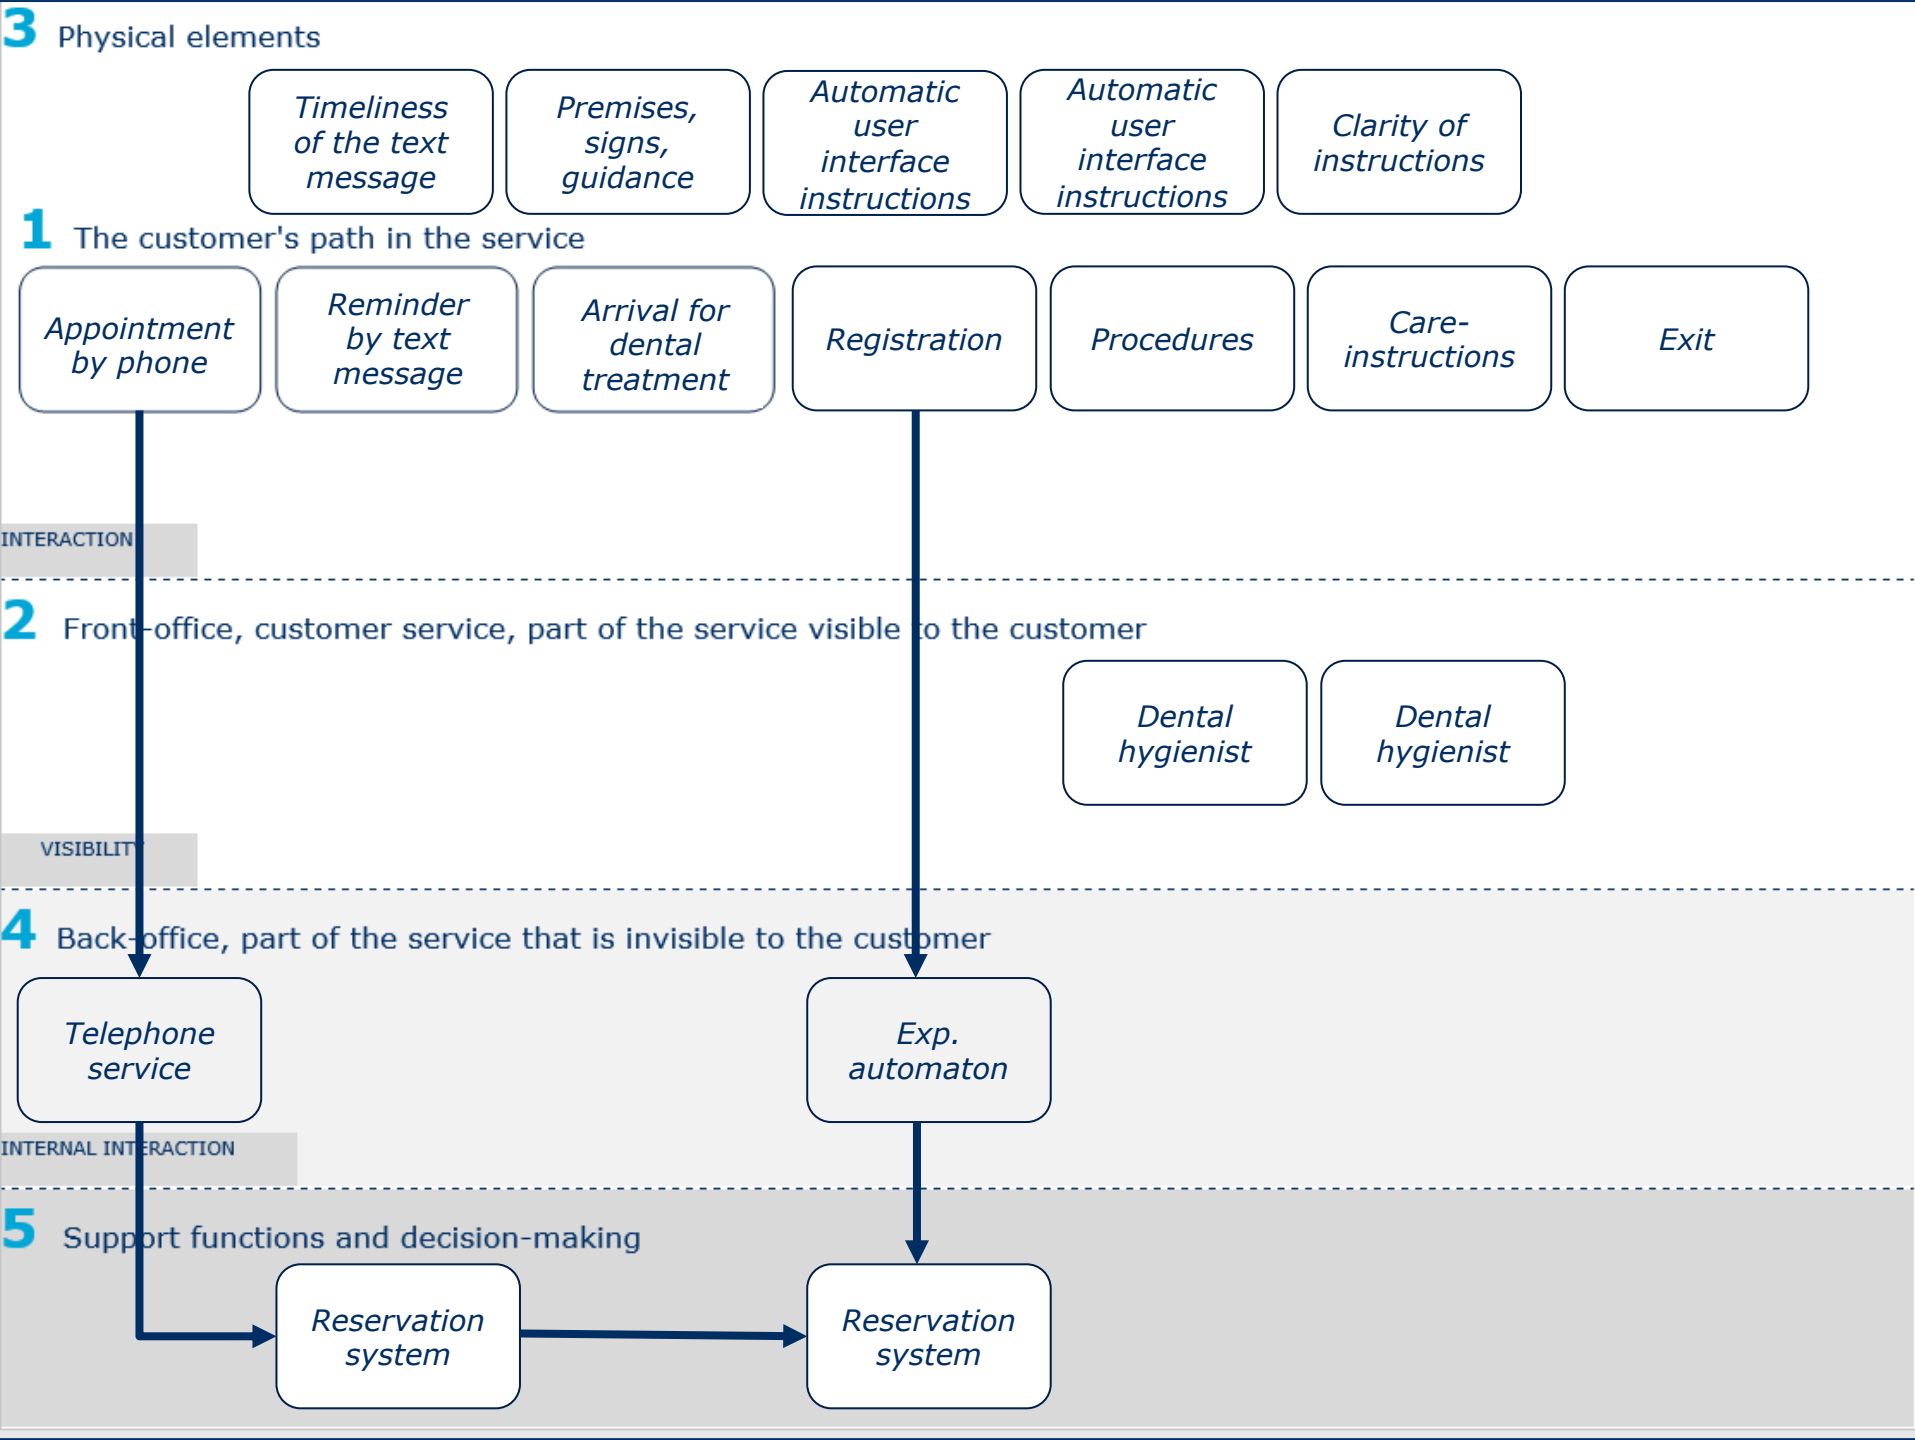 3 Physical elements
Timeliness
of the text
message
Premises,
signs,
guidance
Automatic
user
interface
instructions
Automatic
user
interface
instructions
Clarity of
instructions
1 The customer's path in the service
Appointment
by phone
Reminder
by text
message
Arrival for
dental
treatment
Registration
Procedures
Care-
instructions
Exit
INTERACTION
2 Front-office, customer service, part of the service visible to the customer
Dental
hygienist
Dental
hygienist
VISIBILITY
4 Back-office, part of the service that is invisible to the customer
Telephone
service
Exp.
automaton
INTERNAL INTERACTION
5 Support functions and decision-making
Reservation
system
Reservation
system